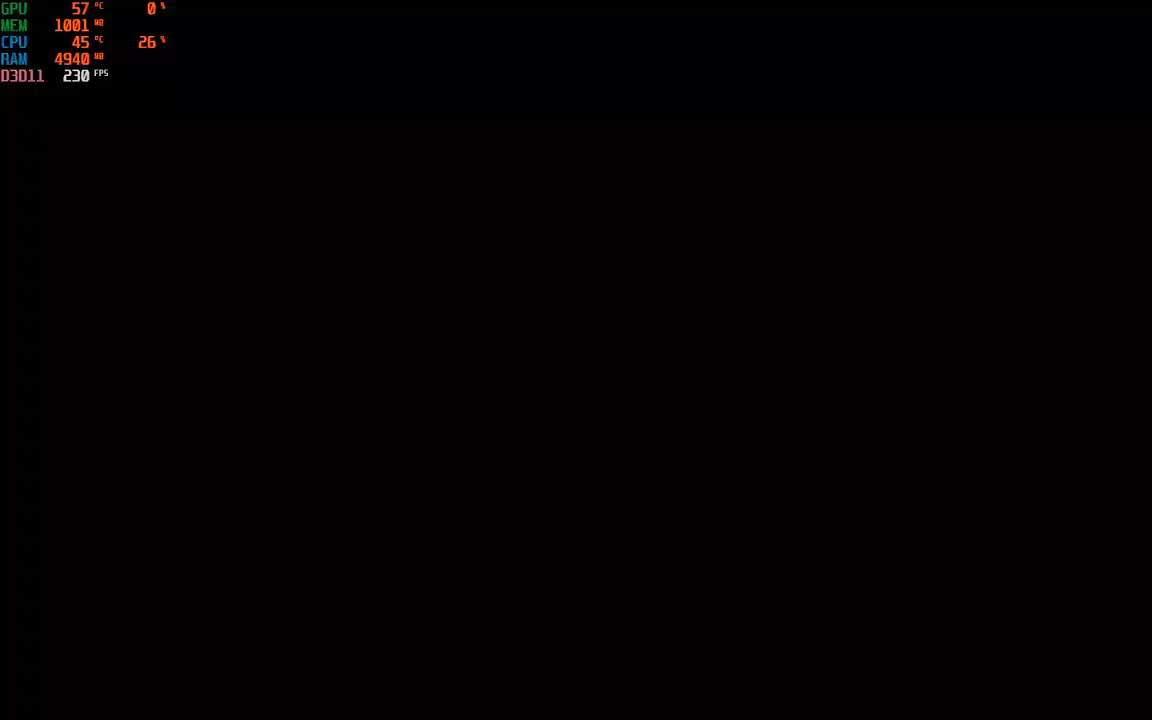 GPU 57 °C 0 %
MEM 1001 MB
CPU 45 °C 26 %
RAM 4940 MB
D3D11 230 FPS